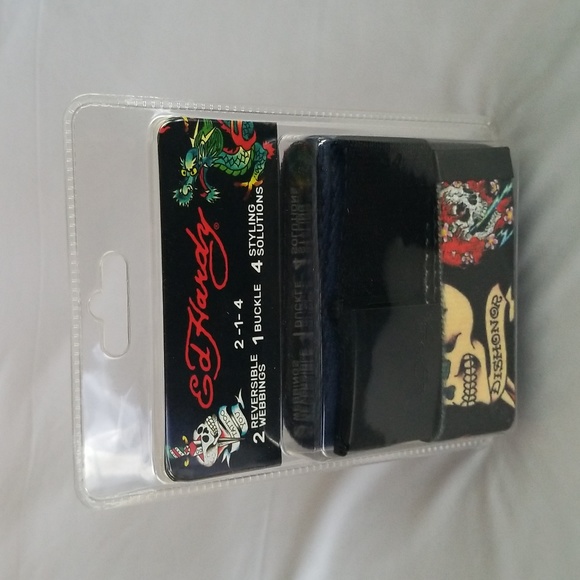 Ed Hardy®
2-1-4
2 REVERSIBLE WEBBINGS 1 BUCKLE 4 STYLING SOLUTIONS
DISHONOR